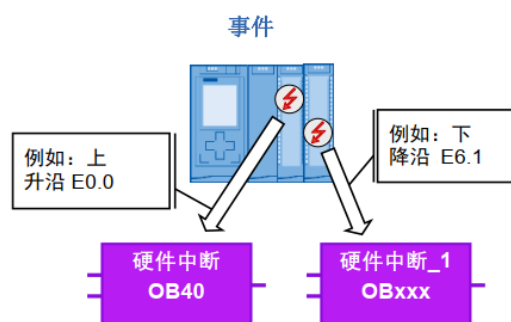 事件
例如：上
升沿 E0.0
例如：下
降沿 E6.1
硬件中断
OB40
硬件中断_1
OBxxx